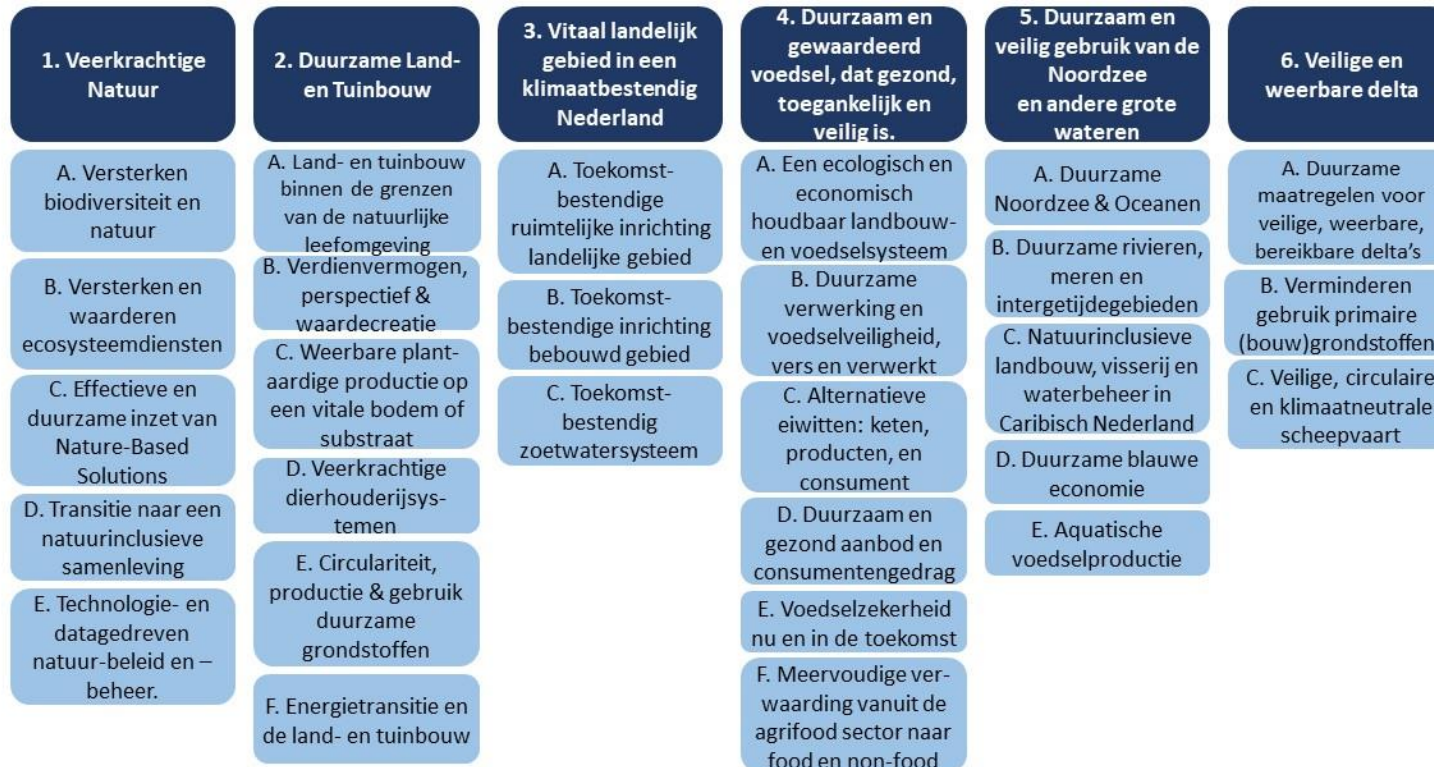 1. Veerkrachtige
Natuur
A. Versterken
biodiversiteit en
natuur
B. Versterken en
waarderen
ecosysteemdiensten
C. Effectieve en
duurzame inzet van
Nature-Based
Solutions
D. Transitie naar een
natuurinclusieve
samenleving
E. Technologie- en
datagedreven
natuur-beleid en –
beheer.
2. Duurzame Land-
en Tuinbouw
A. Land- en tuinbouw
binnen de grenzen
van de natuurlijke
leefomgeving
B. Verdienvermogen,
perspectief &
waardecreatie
C. Weerbare plant-
aardige productie op
een vitale bodem of
substraat
D. Veerkrachtige
dierhouderijsys-
temen
E. Circulariteit,
productie & gebruik
duurzame
grondstoffen
F. Energietransitie en
de land- en tuinbouw
3. Vitaal landelijk
gebied in een
klimaatbestendig
Nederland
A. Toekomst-
bestendige
ruimtelijke inrichting
landelijke gebied
B. Toekomst-
bestendige inrichting
bebouwd gebied
C. Toekomst-
bestendig
zoetwatersysteem
4. Duurzaam en
gewaardeerd
voedsel, dat gezond,
toegankelijk en
veilig is.
A. Een ecologisch en
economisch
houdbaar landbouw-
en voedselsysteem
B. Duurzame
verwerking en
voedselveiligheid,
vers en verwerkt
C. Alternatieve
eiwitten: keten,
producten, en
consument
D. Duurzaam en
gezond aanbod en
consumentengedrag
E. Voedselzekerheid
nu en in de toekomst
F. Meervoudige ver-
waarding vanuit de
agrifood sector naar
food en non-food
5. Duurzaam en
veilig gebruik van de
Noordzee
en andere grote
wateren
A. Duurzame
Noordzee & Oceanen
B. Duurzame rivieren,
meren en
intergetijdegebieden
C. Natuurinclusieve
landbouw, visserij en
waterbeheer in
Caribisch Nederland
D. Duurzame blauwe
economie
E. Aquatische
voedselproductie
6. Veilige en
weerbare delta
A. Duurzame
maatregelen voor
veilige, weerbare,
bereikbare delta’s
B. Verminderen
gebruik primaire
(bouw)grondstoffen
C. Veilige, circulaire
en klimaatneutrale
scheepvaart